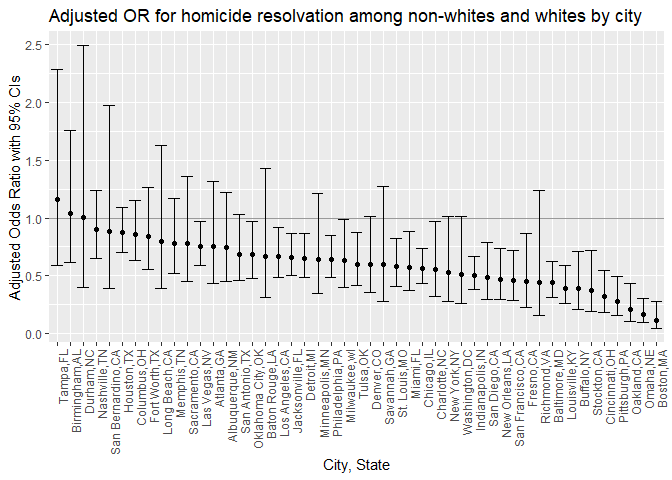 Adjusted OR for homicide resolvation among non-whites and whites by city
Adjusted Odds Ratio with 95% CIs
2.5
2.0
1.5
1.0
0.5
0.0
Tampa,FL
Birmingham,AL
Durham,NC
Nashville,TN
San Bernardino,CA
Houston,TX
Columbus,OH
Fort Worth,TX
Long Beach,CA
Memphis,TN
Sacramento,CA
Las Vegas,NV
Atlanta,GA
Albuquerque,NM
San Antonio,TX
Oklahoma City,OK
Baton Rouge,LA
Los Angeles,CA
Jacksonville,FL
Detroit,MI
Minneapolis,MN
Philadelphia,PA
Milwaukee,wI
Tulsa,OK
Denver,CO
Savannah,GA
St. Louis,MO
Miami,FL
Chicago,IL
Charlotte,NC
New York,NY
Washington,DC
Indianapolis,IN
San Diego,CA
New Orleans,LA
San Francisco,CA
Fresno,CA
Richmond,VA
Baltimore,MD
Louisville,KY
Buffalo,NY
Stockton,CA
Cincinnati,OH
Pittsburgh,PA
Oakland,CA
Omaha,NE
Boston,MA
City, State